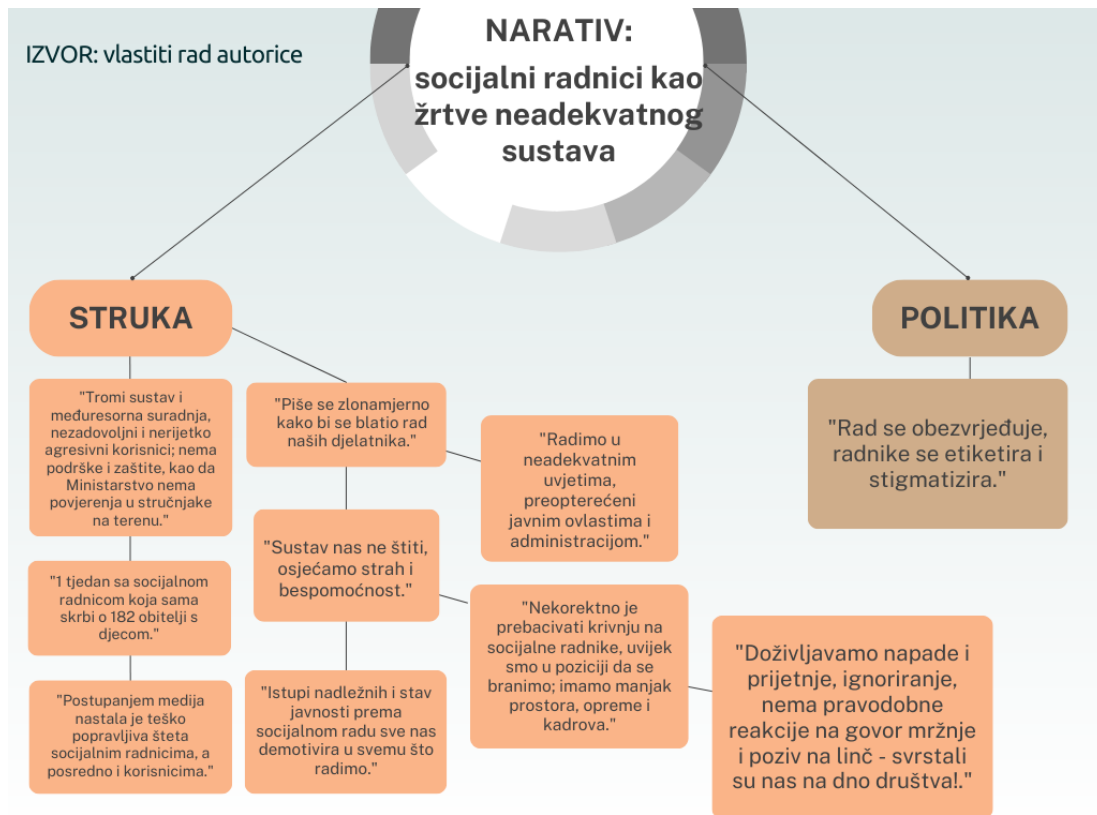 IZVOR: vlastiti rad autorice
NARATIV:
socijalni radnici kao
žrtve neadekvatnog
sustava
STRUKA
POLITIKA
"Tromi sustav i
međuresorna suradnja,
nezadovoljni i nerijetko
agresivni korisnici; nema
podrške i zaštite, kao da
Ministarstvo nema
povjerenja u stručnjake
na terenu."
"1 tjedan sa socijalnom
radnicom koja sama
skrbi o 182 obitelji s
djecom."
"Postupanjem medija
nastala je teško
popravljiva šteta
socijalnim radnicima, a
posredno i korisnicima."
"Piše se zlonamjerno
kako bi se blatio rad
naših djelatnika."
"Sustav nas ne štiti,
osjećamo strah i
bespomoćnost."
"Istupi nadležnih i stav
javnosti prema
socijalnom radu sve nas
demotivira u svemu što
radimo."
"Radimo u
neadekvatnim
uvjetima,
preopterećeni
javnim ovlastima i
administracijom."
"Nekorektno je
prebacivati krivnju na
socijalne radnike, uvijek
smo u poziciji da se
branimo; imamo manjak
prostora, opreme i
kadrova."
"Doživljavamo napade i
prijetnje, ignoriranje,
nema pravodobne
reakcije na govor mržnje
i poziv na linč - svrstali
su nas na dno društva!."
"Rad se obezvrjeđuje,
radnike se etiketira i
stigmatizira."